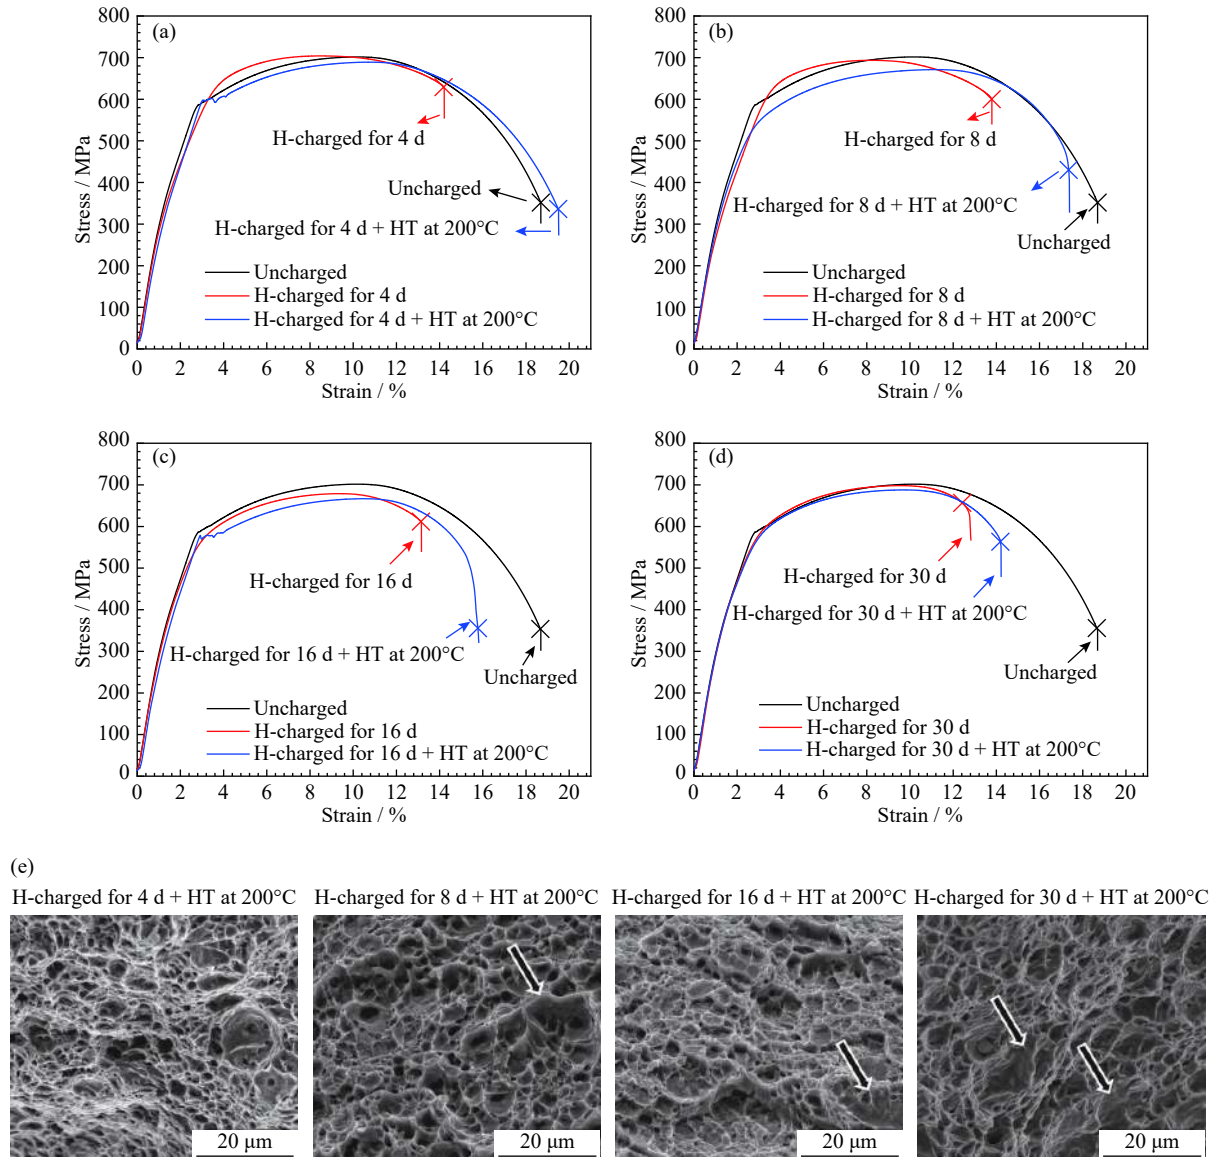 (a)
800
700
600
500
400
300
200
100
0
Stress / MPa
H-charged for 4 d
Uncharged
H-charged for 4 d + HT at 200°C
Uncharged
H-charged for 4 d
H-charged for 4 d + HT at 200°C
0 2 4 6 8 10 12 14 16 18 20
Strain / %
(b)
800
700
600
500
400
300
200
100
0
Stress / MPa
H-charged for 8 d
H-charged for 8 d + HT at 200°C
Uncharged
Uncharged
H-charged for 8 d
H-charged for 8 d + HT at 200°C
0 2 4 6 8 10 12 14 16 18 20
Strain / %
(c)
800
700
600
500
400
300
200
100
0
Stress / MPa
H-charged for 16 d
H-charged for 16 d + HT at 200°C
Uncharged
Uncharged
H-charged for 16 d
H-charged for 16 d + HT at 200°C
0 2 4 6 8 10 12 14 16 18 20
Strain / %
(d)
800
700
600
500
400
300
200
100
0
Stress / MPa
H-charged for 30 d
H-charged for 30 d + HT at 200°C
Uncharged
Uncharged
H-charged for 30 d
H-charged for 30 d + HT at 200°C
0 2 4 6 8 10 12 14 16 18 20
Strain / %
(e)
H-charged for 4 d + HT at 200°C
H-charged for 8 d + HT at 200°C
H-charged for 16 d + HT at 200°C
H-charged for 30 d + HT at 200°C
20 μm
20 μm
20 μm
20 μm